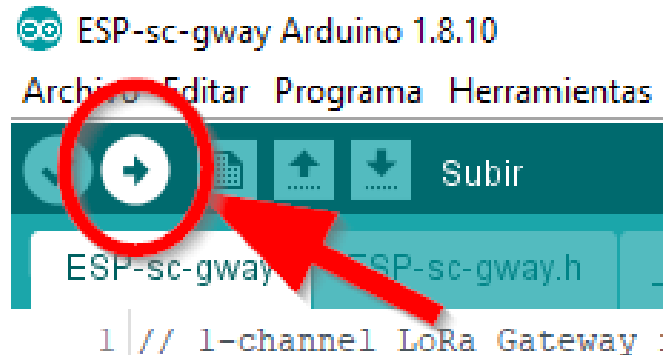 ESP-sc-gway Arduino 1.8.10
Archivo Editar Programa Herramientas
Subir
ESP-sc-gway ESP-sc-gway.h
1 // 1-channel LoRa Gateway